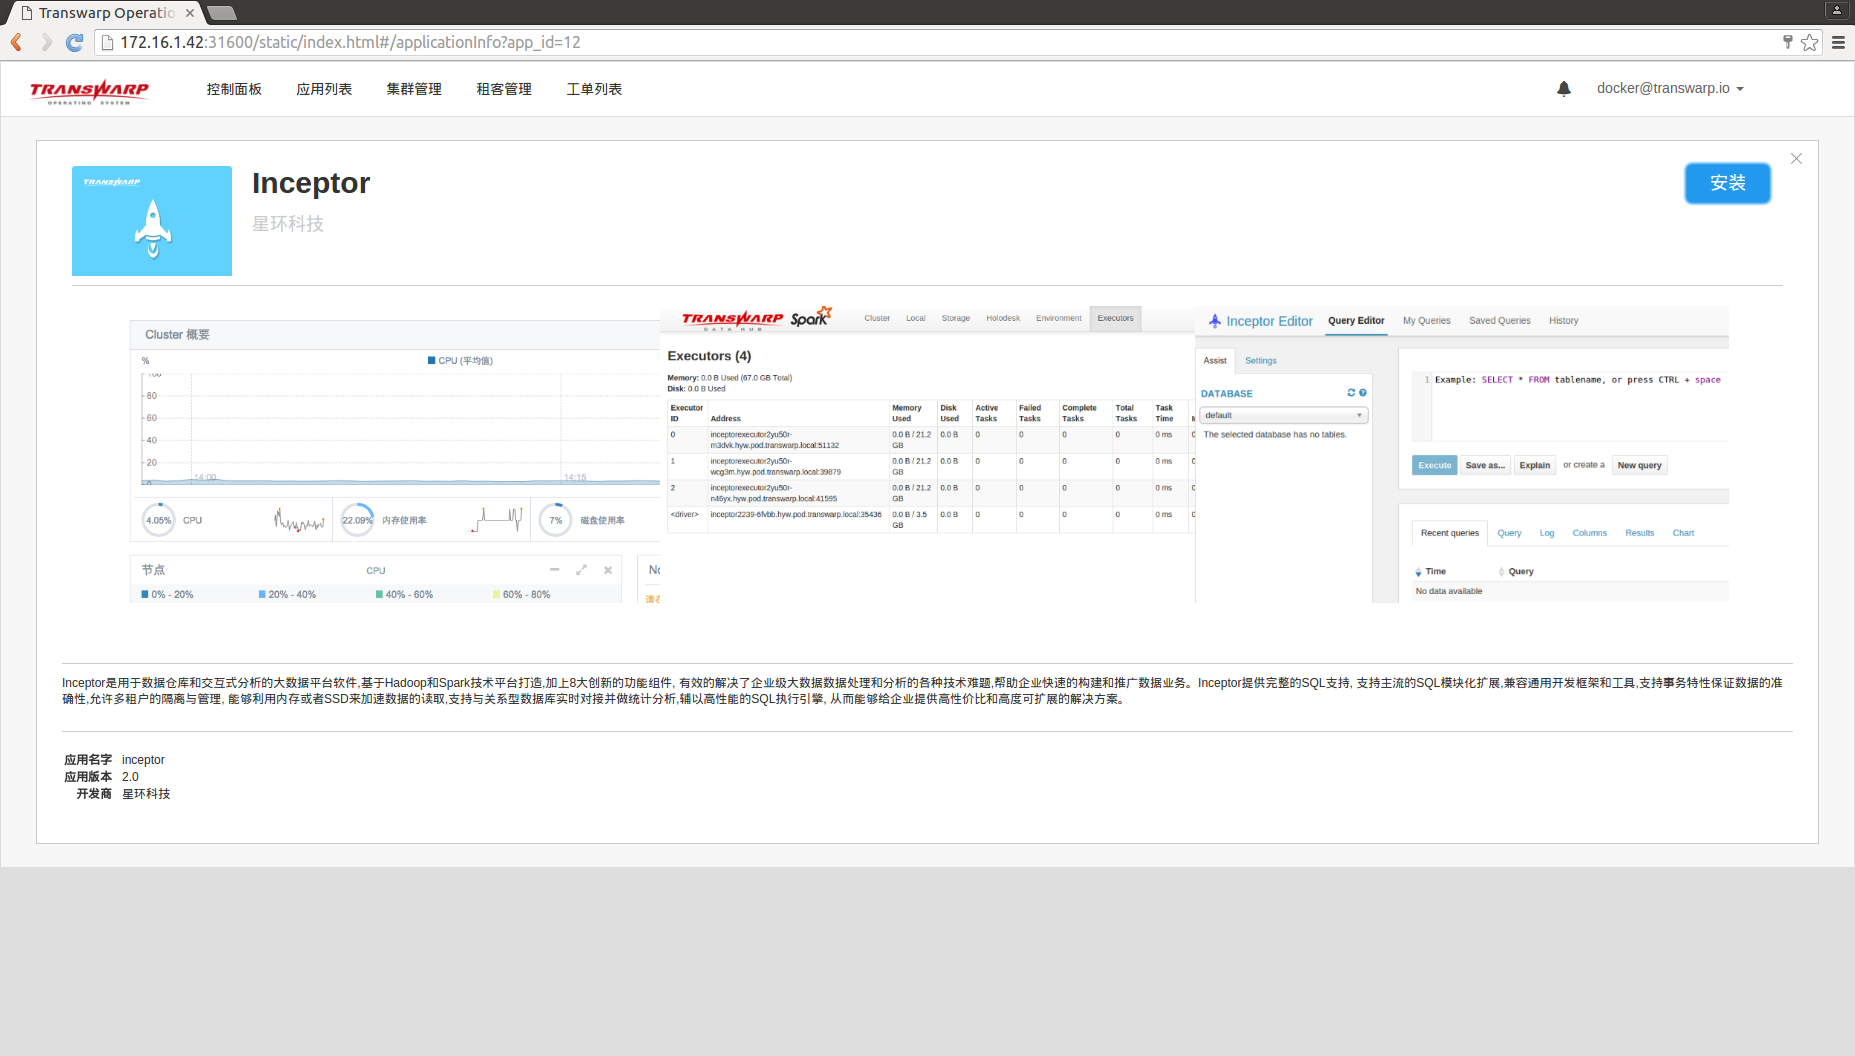 Transwarp Operatio
172.16.1.42:31600/static/index.html#/applicationInfo?app_id=12
TRANSWARP
OPERATING SYSTEM
控制面板 应用列表 集群管理 租客管理 工单列表
docker@transwarp.io
TRANSWARP
Inceptor
星环科技
安装
Cluster 概要
%
CPU (平均值)
100
80
60
40
20
0
14:00
14:15
4.05% CPU
22.09% 内存使用率
7% 磁盘使用率
节点
CPU
0% - 20%
20% - 40%
40% - 60%
60% - 80%
TRANSWARP
DATA HUB
Spark
Cluster Local Storage Holodesk Environment Executors
Executors (4)
Memory: 0.0 B Used (67.0 GB Total)
Disk: 0.0 B Used
Executor ID Address Memory Used Disk Used Active Tasks Failed Tasks Complete Tasks Total Tasks Task Time
0 inceptorexecutor2yu50r-m3dvk.hyw.pod.transwarp.local:51132 0.0 B / 21.2 GB 0.0 B 0 0 0 0 0 ms
1 inceptorexecutor2yu50r-wcg3m.hyw.pod.transwarp.local:39879 0.0 B / 21.2 GB 0.0 B 0 0 0 0 0 ms
2 inceptorexecutor2yu50r-n46yx.hyw.pod.transwarp.local:41595 0.0 B / 21.2 GB 0.0 B 0 0 0 0 0 ms
<driver> inceptor2239-6fvbb.hyw.pod.transwarp.local:35436 0.0 B / 3.5 GB 0.0 B 0 0 0 0 0 ms
Inceptor Editor Query Editor My Queries Saved Queries History
Assist Settings
DATABASE
default
The selected database has no tables.
1 Example: SELECT * FROM tablename, or press CTRL + space
Execute Save as... Explain or create a New query
Recent queries Query Log Columns Results Chart
Time Query
No data available
Inceptor是用于数据仓库和交互式分析的大数据平台软件,基于Hadoop和Spark技术平台打造,加上8大创新的功能组件, 有效的解决了企业级大数据数据处理和分析的各种技术难题,帮助企业快速的构建和推广数据业务。Inceptor提供完整的SQL支持, 支持主流的SQL模块化扩展,兼容通用开发框架和工具,支持事务特性保证数据的准
确性,允许多租户的隔离与管理, 能够利用内存或者SSD来加速数据的读取,支持与关系型数据库实时对接并做统计分析,辅以高性能的SQL执行引擎, 从而能够给企业提供高性价比和高度可扩展的解决方案。
应用名字 inceptor
应用版本 2.0
开发商 星环科技